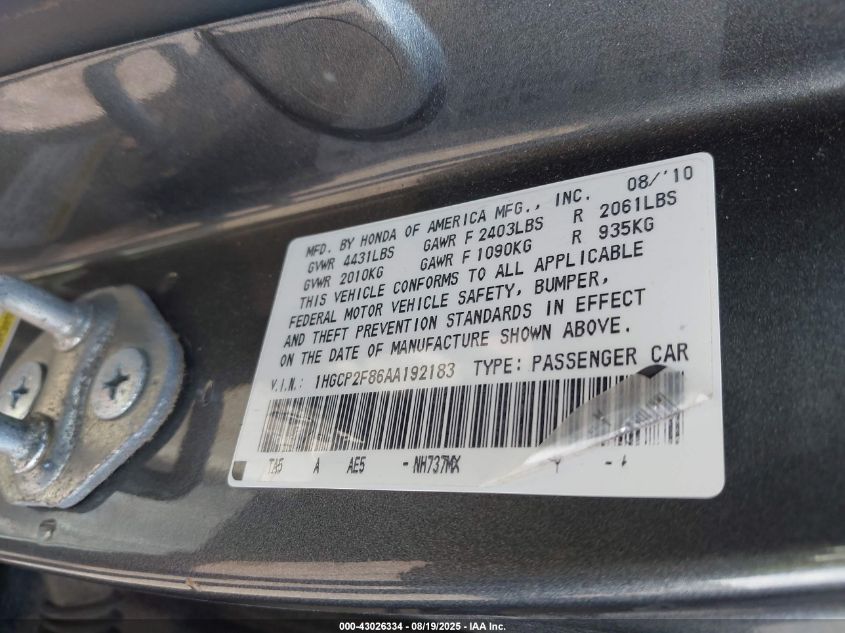 MFD. BY HONDA OF AMERICA MFG., INC. 08/'10
GVWR 4431LBS GAWR F 2403LBS R 2061LBS
GVWR 2010KG GAWR F 1090KG R 935KG
THIS VEHICLE CONFORMS TO ALL APPLICABLE
FEDERAL MOTOR VEHICLE SAFETY, BUMPER,
AND THEFT PREVENTION STANDARDS IN EFFECT
ON THE DATE OF MANUFACTURE SHOWN ABOVE.
V.I.N.: 1HGCP2F86AA192183 TYPE: PASSENGER CAR
A AE5 -NH737MX
000-43026334 - 08/19/2025 - IAA Inc.